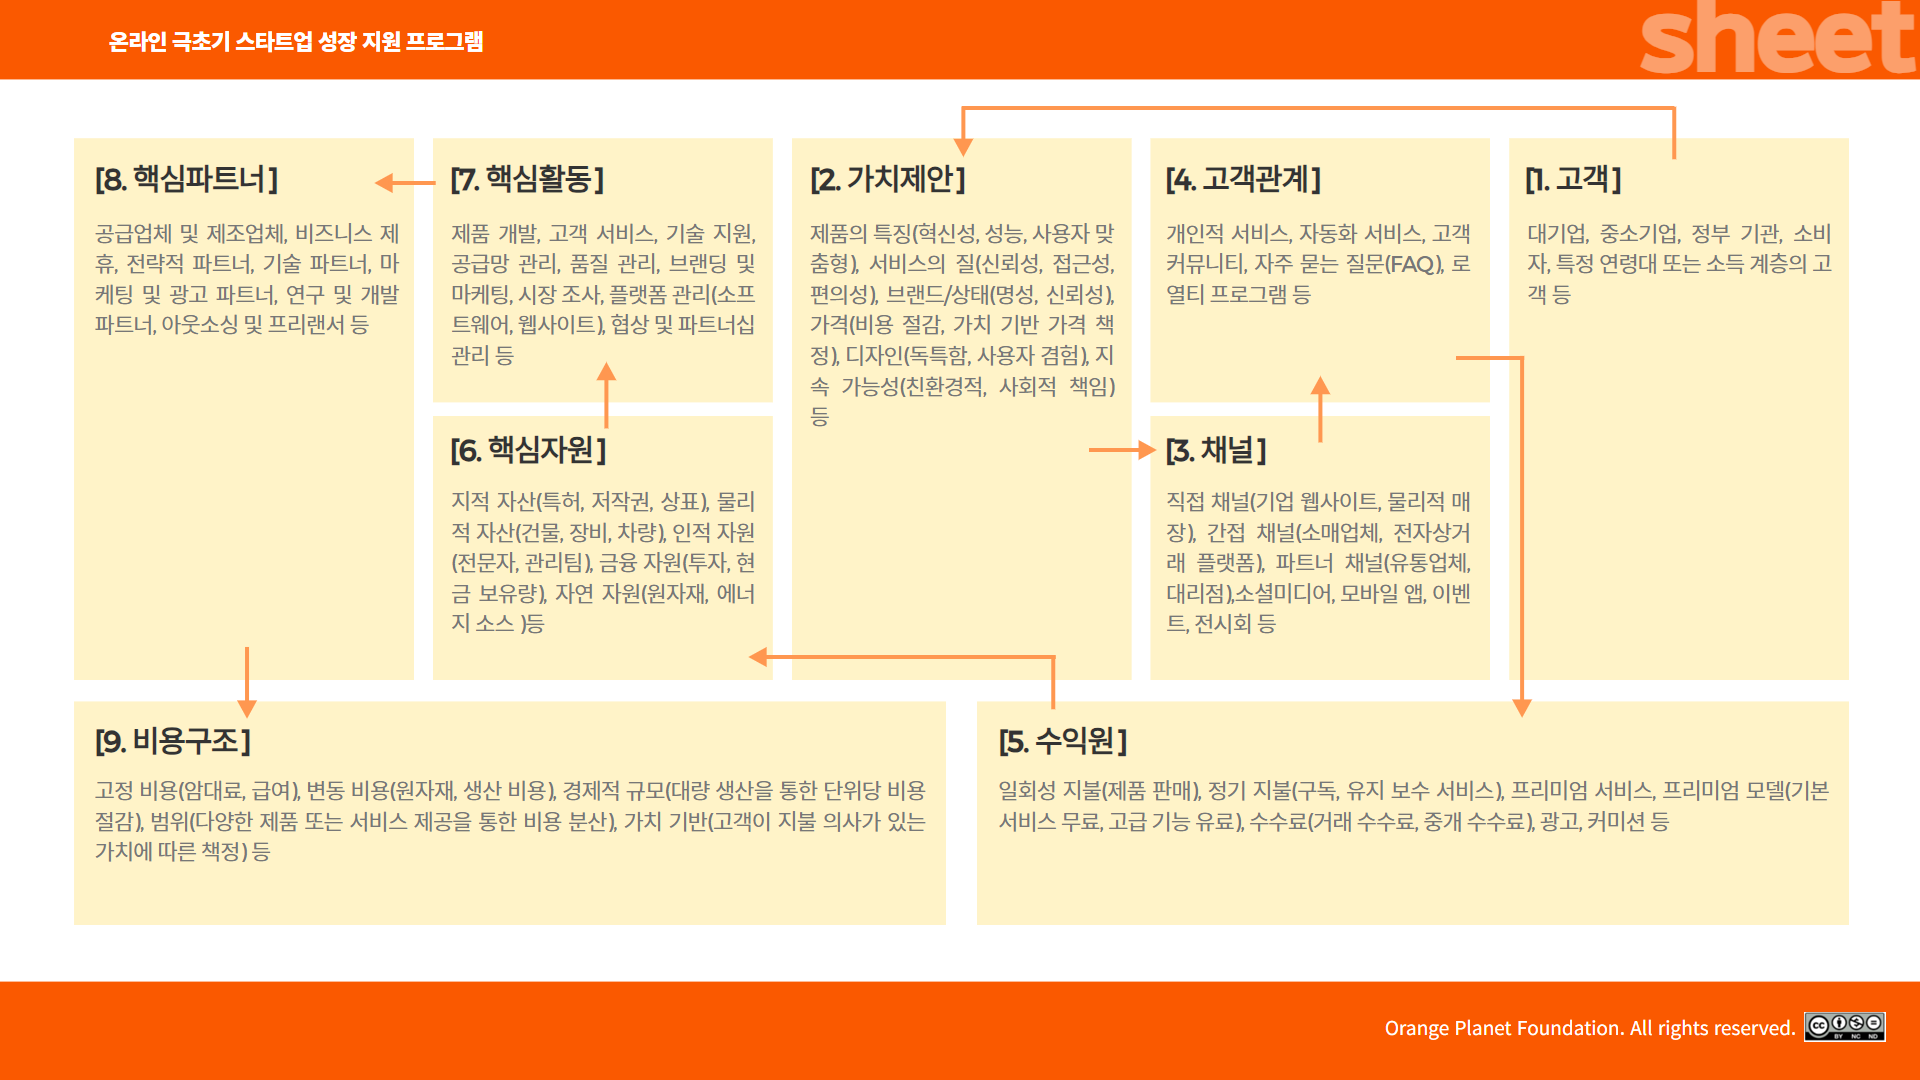 온라인 극초기 스타트업 성장 지원 프로그램
sheet
[8. 핵심파트너]
공급업체 및 제조업체, 비즈니스 제
휴, 전략적 파트너, 기술 파트너, 마
케팅 및 광고 파트너, 연구 및 개발
파트너, 아웃소싱 및 프리랜서 등
[7. 핵심활동]
제품 개발, 고객 서비스, 기술 지원,
공급망 관리, 품질 관리, 브랜딩 및
마케팅, 시장 조사, 플랫폼 관리(소프
트웨어, 웹사이트), 협상 및 파트너십
관리 등
[6. 핵심자원]
지적 자산(특허, 저작권, 상표), 물리
적 자산(건물, 장비, 차량), 인적 자원
(전문자, 관리팀), 금융 자원(투자, 현
금 보유량), 자연 자원(원자재, 에너
지 소스 )등
[2. 가치제안]
제품의 특징(혁신성, 성능, 사용자 맞
춤형), 서비스의 질(신뢰성, 접근성,
편의성), 브랜드/상태(명성, 신뢰성),
가격(비용 절감, 가치 기반 가격 책
정), 디자인(독특함, 사용자 겸험), 지
속 가능성(친환경적, 사회적 책임)
등
[4. 고객관계]
개인적 서비스, 자동화 서비스, 고객
커뮤니티, 자주 묻는 질문(FAQ), 로
열티 프로그램 등
[3. 채널]
직접 채널(기업 웹사이트, 물리적 매
장), 간접 채널(소매업체, 전자상거
래 플랫폼), 파트너 채널(유통업체,
대리점),소셜미디어, 모바일 앱, 이벤
트, 전시회 등
[1. 고객]
대기업, 중소기업, 정부 기관, 소비
자, 특정 연령대 또는 소득 계층의 고
객 등
[9. 비용구조]
고정 비용(암대료, 급여), 변동 비용(원자재, 생산 비용), 경제적 규모(대량 생산을 통한 단위당 비용
절감), 범위(다양한 제품 또는 서비스 제공을 통한 비용 분산), 가치 기반(고객이 지불 의사가 있는
가치에 따른 책정) 등
[5. 수익원]
일회성 지불(제품 판매), 정기 지불(구독, 유지 보수 서비스), 프리미엄 서비스, 프리미엄 모델(기본
서비스 무료, 고급 기능 유료), 수수료(거래 수수료, 중개 수수료), 광고, 커미션 등
Orange Planet Foundation. All rights reserved.
cc BY NC ND